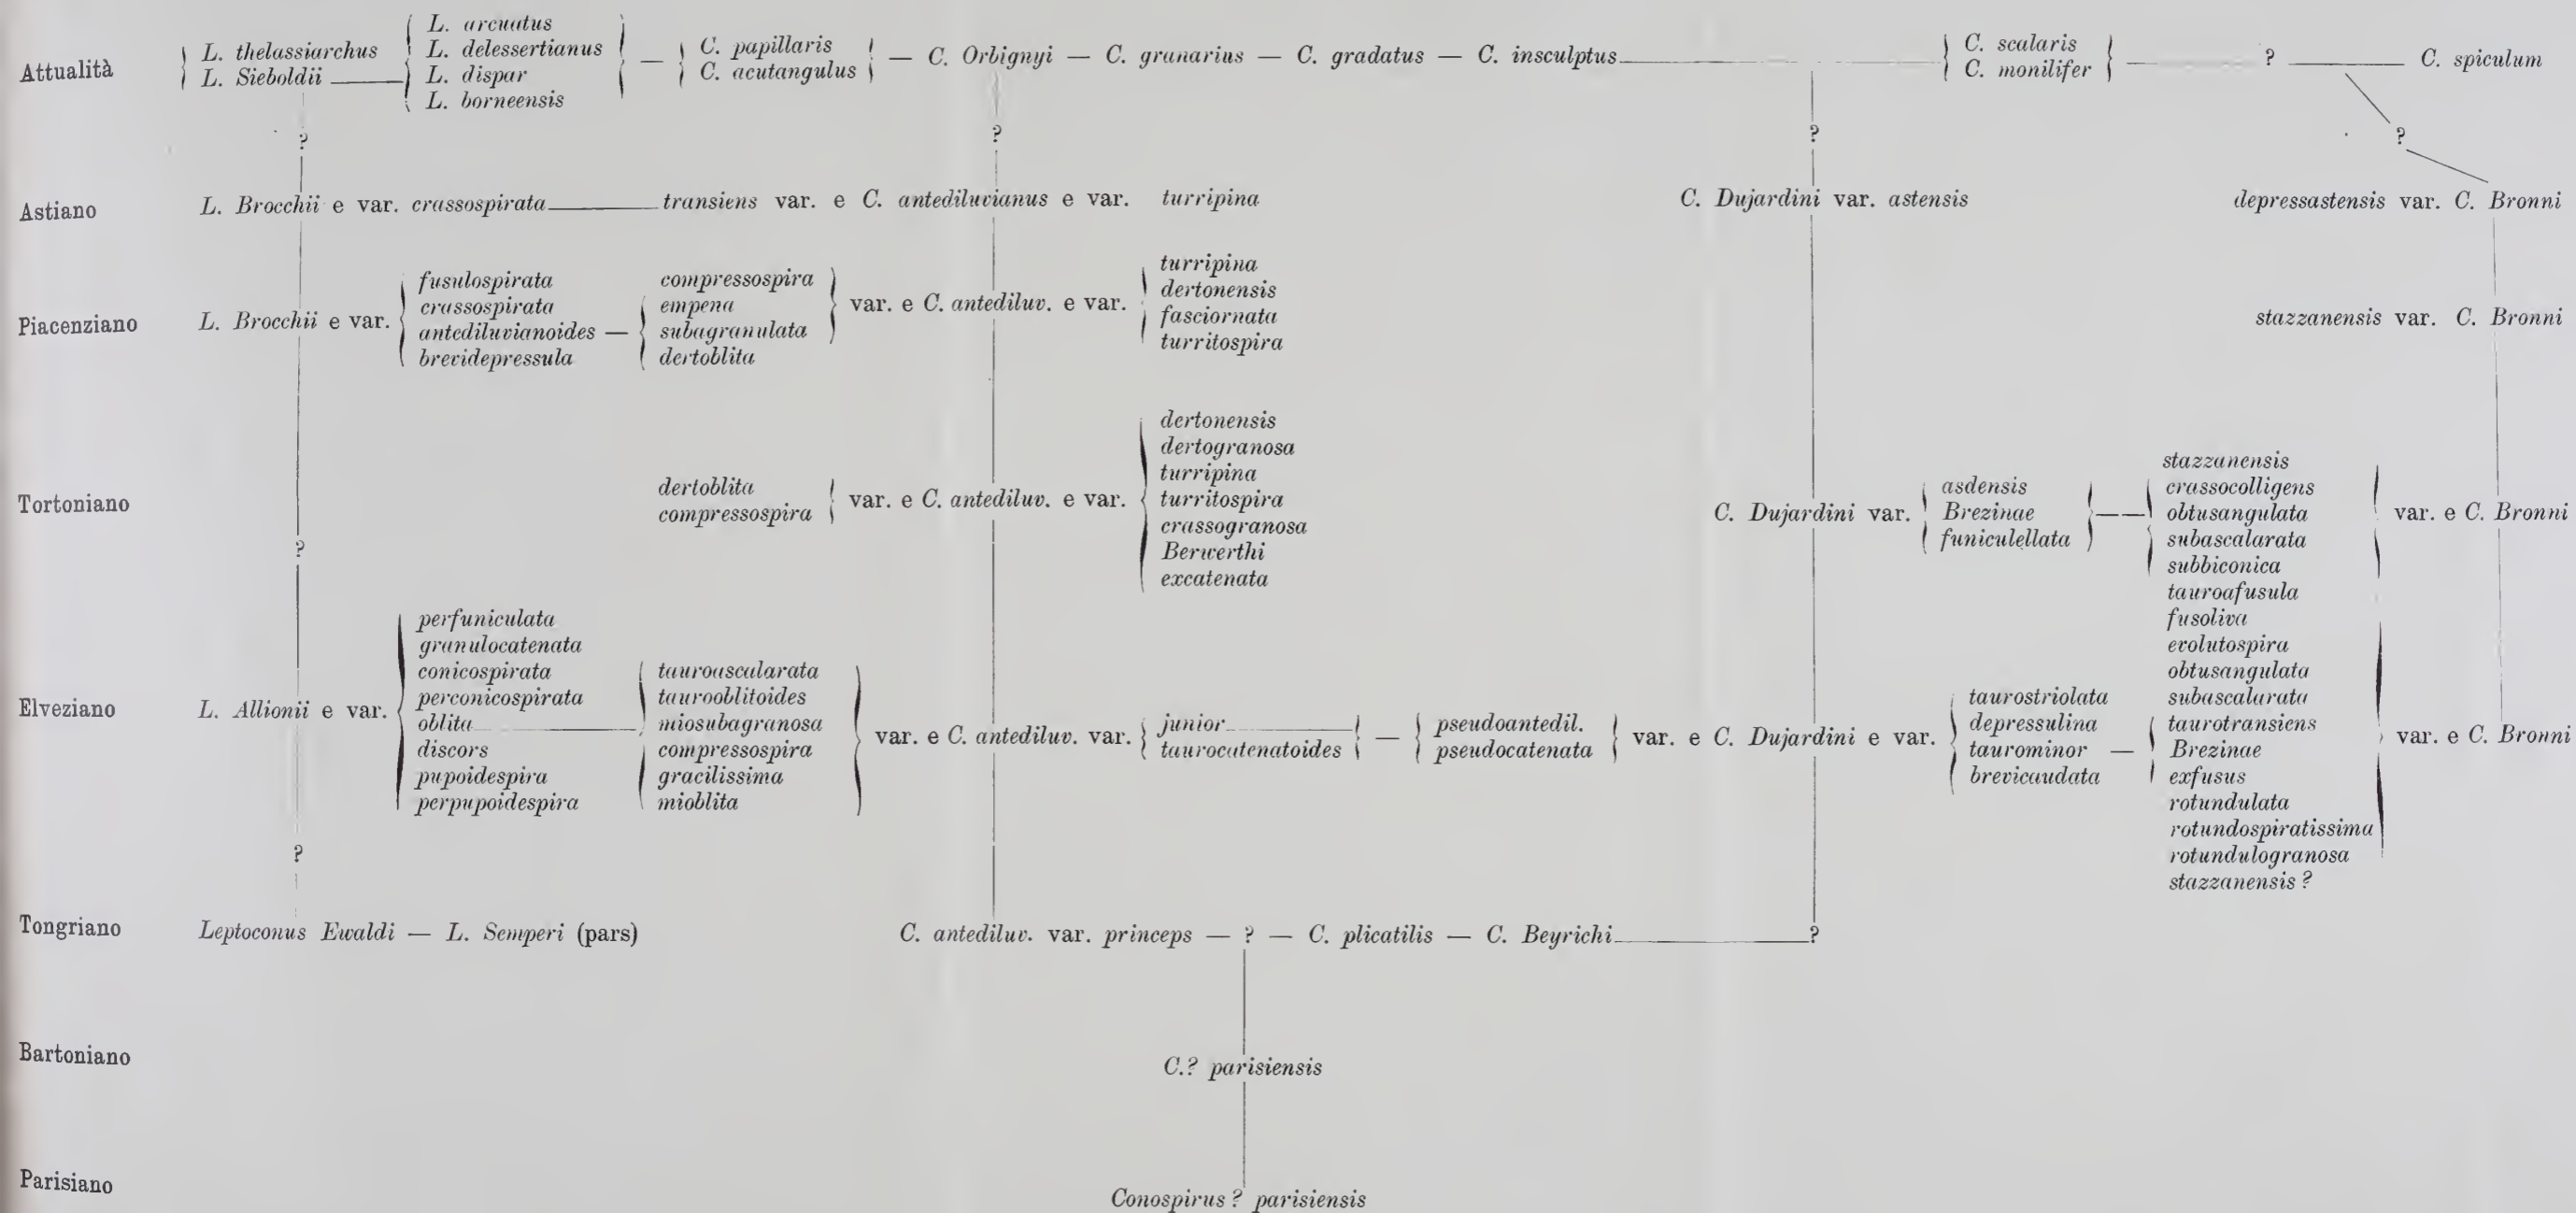 Attualità
L. thelassiarchus
L. Sieboldii
L. arcuatus
L. delessertianus
L. dispar
L. borneensis
—
C. papillaris
C. acutangulus
— C. Orbignyi — C. granarius — C. gradatus — C. insculptus
C. scalaris
C. monilifer
— ? — C. spiculum
? ? ? ?
Astiano
L. Brocchii e var. crassospirata — transiens var. e C. antediluvianus e var. turripina
C. Dujardini var. astensis
depressastensis var. C. Bronni
Piacenziano
L. Brocchii e var.
fusulospirata
crassospirata
antediluvianoides —
brevidepressula
compressospira
empena
subagranulata
dertoblita
var. e C. antediluv. e var.
turripina
dertonensis
fasciornata
turritospira
stazzanensis var. C. Bronni
Tortoniano
?
dertoblita
compressospira
var. e C. antediluv. e var.
dertonensis
dertogranosa
turripina
turritospira
crassogranosa
Berwerthi
excatenata
C. Dujardini var.
asdensis
Brezinae
funiculellata
——
stazzanensis
crassocolligens
obtusangulata
subascalarata
subbiconica
var. e C. Bronni
Elveziano
L. Allionii e var.
perfuniculata
granulocatenata
conicospirata
perconicospirata
oblita
discors
pupoidespira
perpupoidespira
tauroascalarata
taurooblitoides
miosubagranosa
compressospira
gracilissima
mioblita
var. e C. antediluv. var.
junior
taurocatenatoides
—
pseudoantedil.
pseudocatenata
var. e C. Dujardini e var.
taurostriolata
depressulina
taurominor —
brevicaudata
tauroafusula
fusoliva
evolutospira
obtusangulata
subascalarata
taurotransiens
Brezinae
exfusus
rotundulata
rotundospiratissima
rotundulogranosa
stazzanensis ?
var. e C. Bronni
?
Tongriano
Leptoconus Ewaldi — L. Semperi (pars)
C. antediluv. var. princeps — ? — C. plicatilis — C. Beyrichi — ?
Bartoniano
C.? parisiensis
Parisiano
Conospirus ? parisiensis